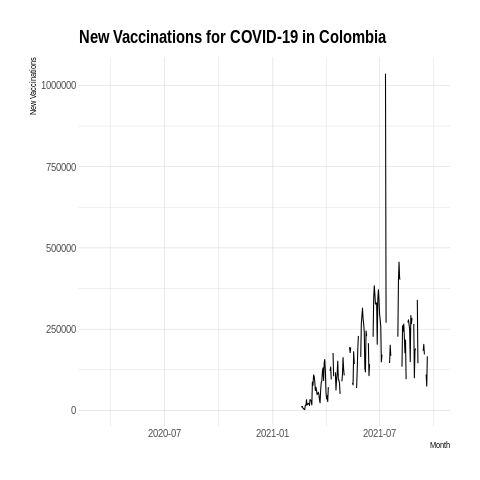 New Vaccinations for COVID-19 in Colombia
New Vaccinations
1000000
750000
500000
250000
0
2020-07 2021-01 2021-07
Month